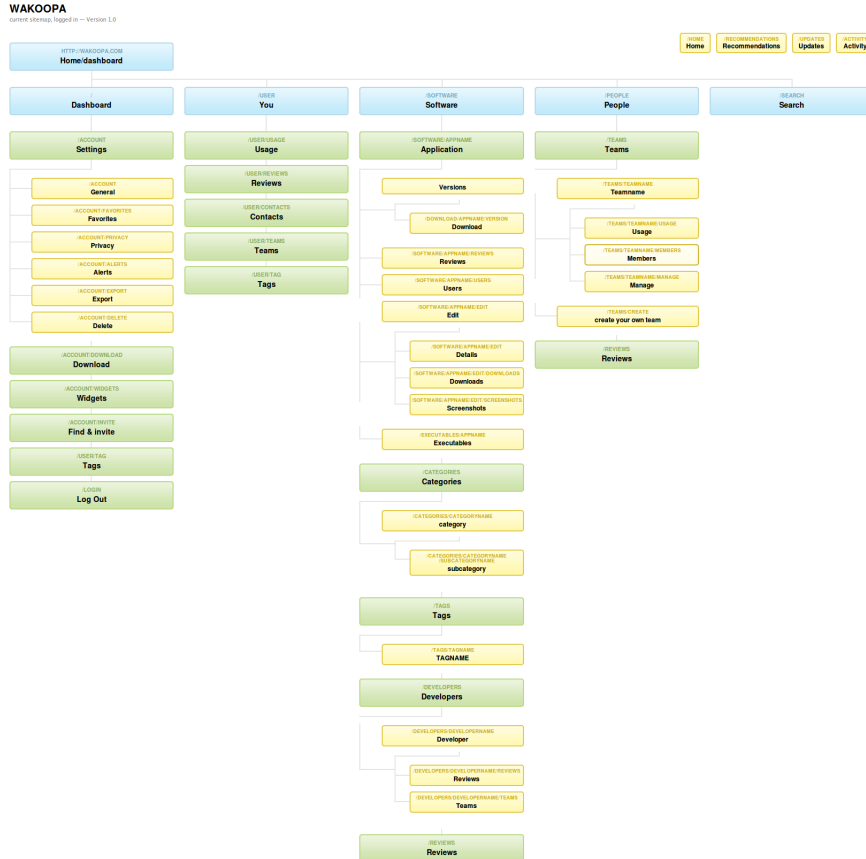 WAKOOPA
current sitemap, logged in — Version 1.0
/HOME
Home
/RECOMMENDATIONS
Recommendations
/UPDATES
Updates
/ACTIVITY
Activity
HTTP://WAKOOPA.COM
Home/dashboard
/
Dashboard
/USER
You
/SOFTWARE
Software
/PEOPLE
People
/SEARCH
Search
/ACCOUNT
Settings
/ACCOUNT
General
/ACCOUNT/FAVORITES
Favorites
/ACCOUNT/PRIVACY
Privacy
/ACCOUNT/ALERTS
Alerts
/ACCOUNT/EXPORT
Export
/ACCOUNT/DELETE
Delete
/ACCOUNT/DOWNLOAD
Download
/ACCOUNT/WIDGETS
Widgets
/ACCOUNT/INVITE
Find & invite
/USER/TAG
Tags
/LOGIN
Log Out
/USER/USAGE
Usage
/USER/REVIEWS
Reviews
/USER/CONTACTS
Contacts
/USER/TEAMS
Teams
/USER/TAG
Tags
/SOFTWARE/APPNAME
Application
Versions
/DOWNLOAD/APPNAME/VERSION
Download
/SOFTWARE/APPNAME/REVIEWS
Reviews
/SOFTWARE/APPNAME/USERS
Users
/SOFTWARE/APPNAME/EDIT
Edit
/SOFTWARE/APPNAME/EDIT
Details
/SOFTWARE/APPNAME/EDIT/DOWNLOADS
Downloads
/SOFTWARE/APPNAME/EDIT/SCREENSHOTS
Screenshots
/EXECUTABLES/APPNAME
Executables
/CATEGORIES
Categories
/CATEGORIES/CATEGORYNAME
category
/CATEGORIES/CATEGORYNAME
/SUBCATEGORYNAME
subcategory
/TAGS
Tags
/TAGS/TAGNAME
TAGNAME
/DEVELOPERS
Developers
/DEVELOPERS/DEVELOPERNAME
Developer
/DEVELOPERS/DEVELOPERNAME/REVIEWS
Reviews
/DEVELOPERS/DEVELOPERNAME/TEAMS
Teams
/REVIEWS
Reviews
/TEAMS
Teams
/TEAMS/TEAMNAME
Teamname
/TEAMS/TEAMNAME/USAGE
Usage
/TEAMS/TEAMNAME/MEMBERS
Members
/TEAMS/TEAMNAME/MANAGE
Manage
/TEAMS/CREATE
create your own team
/REVIEWS
Reviews